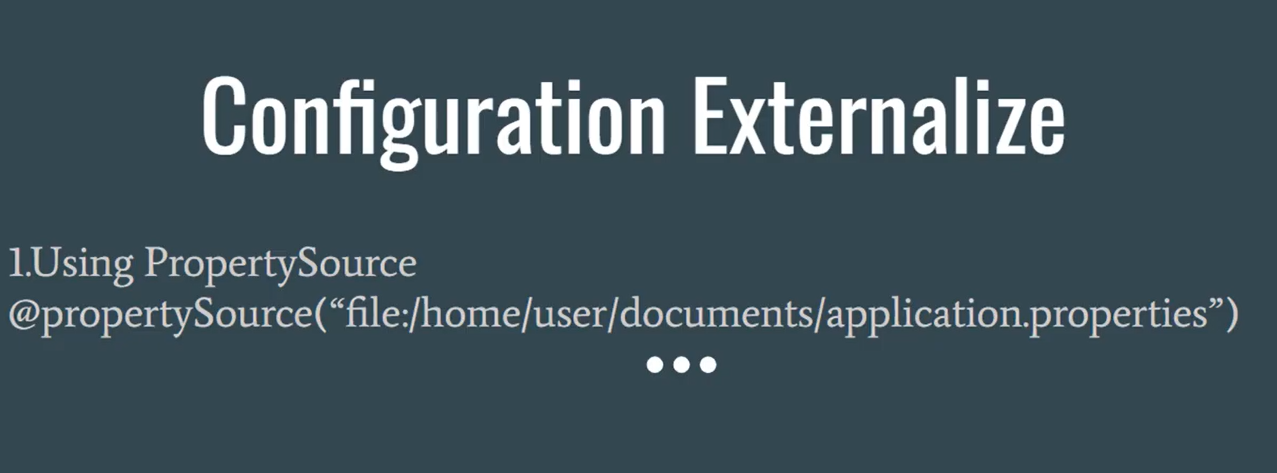 Configuration Externalize
1.Using PropertySource
@propertySource(“file:/home/user/documents/application.properties”)